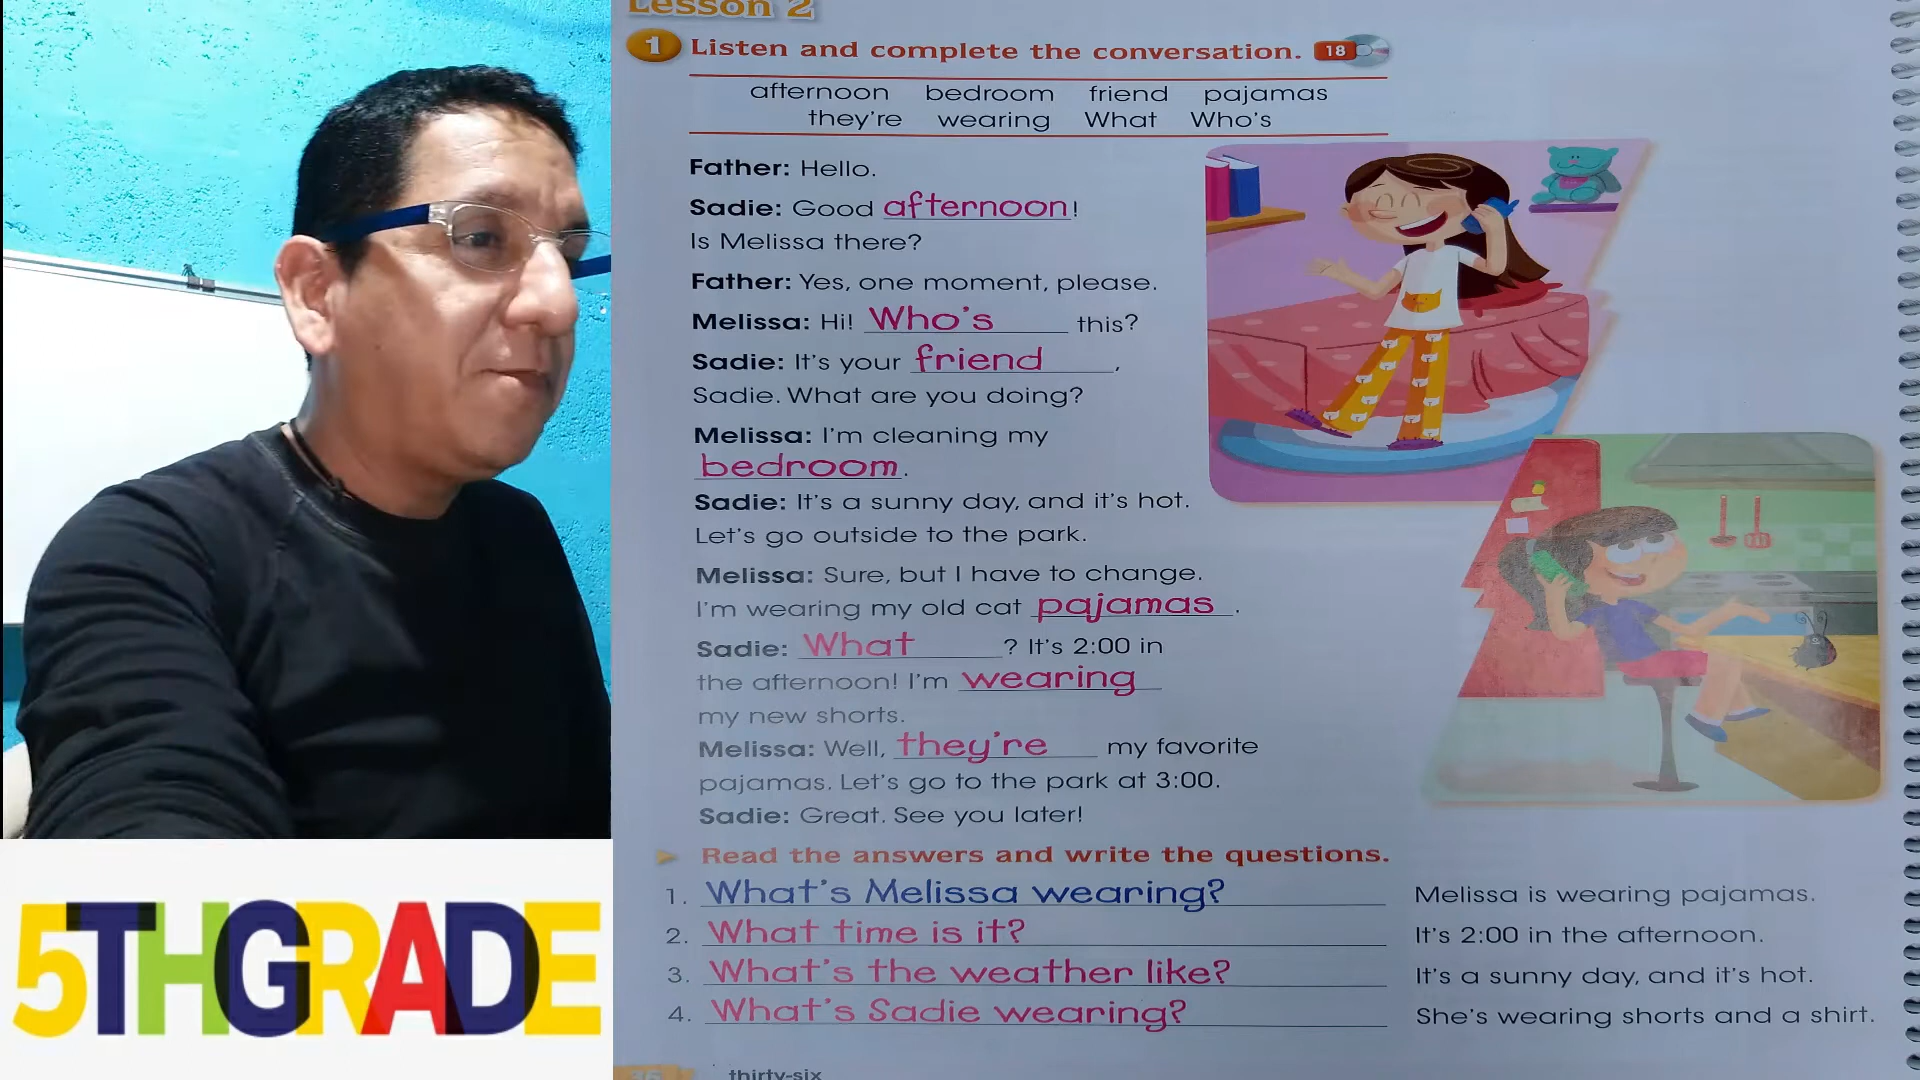 Lesson 2
1 Listen and complete the conversation. 18
afternoon bedroom friend pajamas
they're wearing What Who's
Father: Hello.
Sadie: Good afternoon!
Is Melissa there?
Father: Yes, one moment, please.
Melissa: Hi! Who's this?
Sadie: It's your friend,
Sadie. What are you doing?
Melissa: I'm cleaning my
bedroom.
Sadie: It's a sunny day, and it's hot.
Let's go outside to the park.
Melissa: Sure, but I have to change.
I'm wearing my old cat pajamas.
Sadie: What? It's 2:00 in
the afternoon! I'm wearing
my new shorts.
Melissa: Well, they're my favorite
pajamas. Let's go to the park at 3:00.
Sadie: Great. See you later!
Read the answers and write the questions.
1. What's Melissa wearing? Melissa is wearing pajamas.
2. What time is it? It's 2:00 in the afternoon.
3. What's the weather like? It's a sunny day, and it's hot.
4. What's Sadie wearing? She's wearing shorts and a shirt.
36 thirty-six
5THGRADE